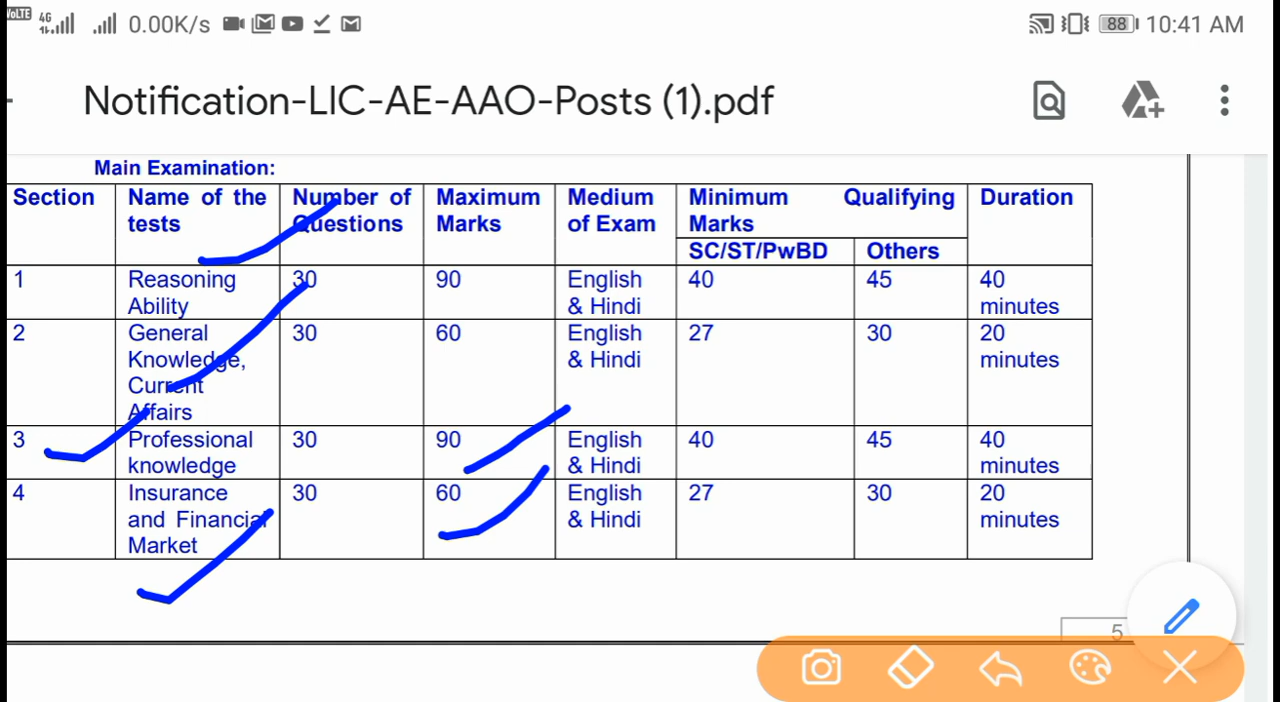 VoLTE 4G 0.00K/s 88 10:41 AM
Notification-LIC-AE-AAO-Posts (1).pdf
Main Examination:
Section Name of the tests Number of Questions Maximum Marks Medium of Exam Minimum Qualifying Marks Duration
SC/ST/PwBD Others
1 Reasoning Ability 30 90 English & Hindi 40 45 40 minutes
2 General Knowledge, Current Affairs 30 60 English & Hindi 27 30 20 minutes
3 Professional knowledge 30 90 English & Hindi 40 45 40 minutes
4 Insurance and Financial Market 30 60 English & Hindi 27 30 20 minutes
5